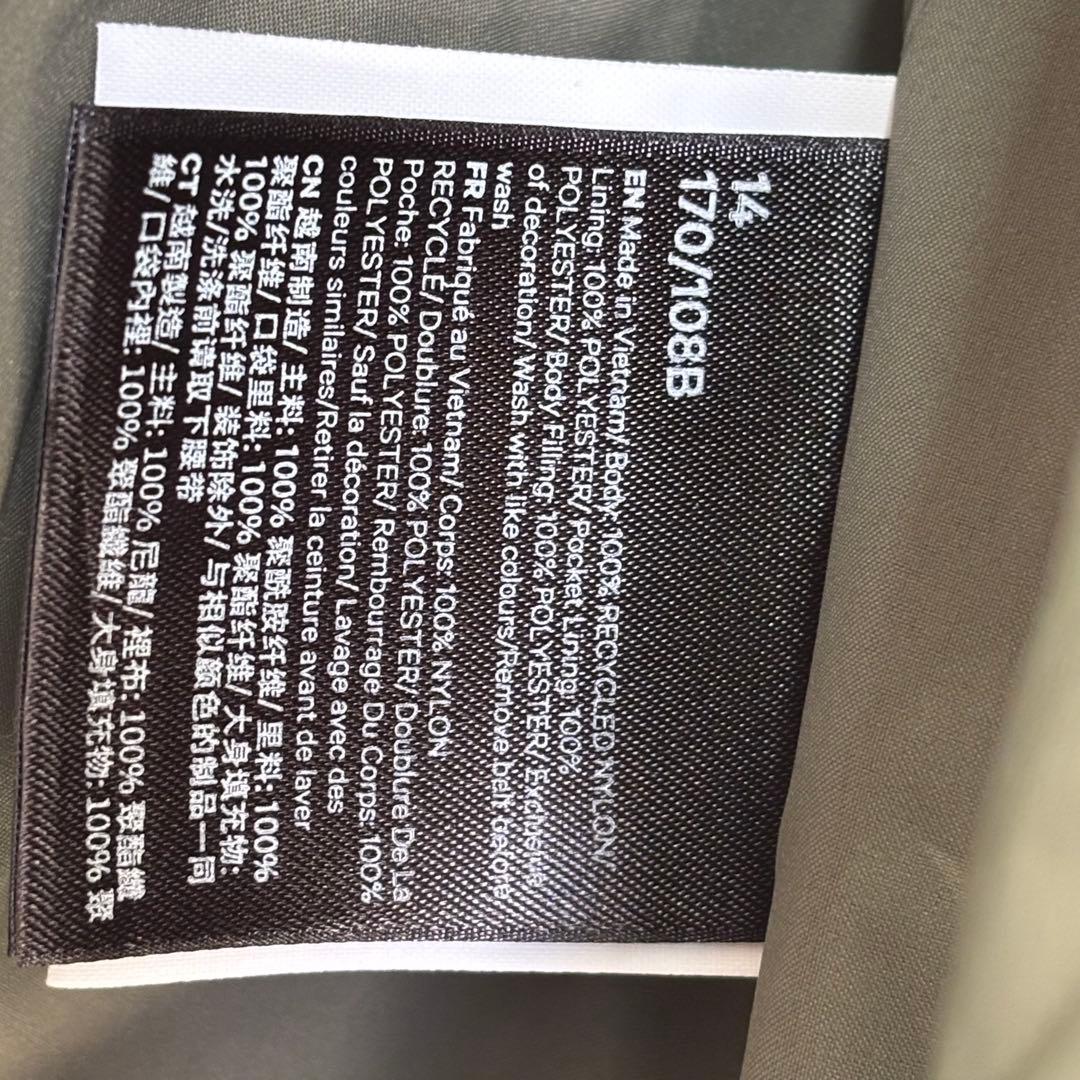 14
170/108B
EN Made in Vietnam/ Body: 100% RECYCLED NYLON/
Lining: 100% POLYESTER/ Pocket Lining: 100%
POLYESTER/ Body Filling: 100% POLYESTER/ Exclusive
of decoration/ Wash with like colours/Remove belt before
wash
FR Fabriqué au Vietnam/ Corps: 100% NYLON
RECYCLÉ/ Doublure: 100% POLYESTER/ Doublure De La
Poche: 100% POLYESTER/ Rembourrage Du Corps: 100%
POLYESTER/ Sauf la décoration/ Lavage avec des
couleurs similaires/Retirer la ceinture avant de laver
CN 越南制造/ 主料: 100% 聚酰胺纤维/ 里料: 100%
聚酯纤维/ 口袋里料: 100% 聚酯纤维/ 大身填充物:
100% 聚酯纤维/ 装饰除外/ 与相似颜色的制品一同
水洗/洗涤前请取下腰带
CT 越南製造/ 主料: 100% 尼龍/ 裡布: 100% 聚酯纖
維/ 口袋內裡: 100% 聚酯纖維/ 大身填充物: 100% 聚